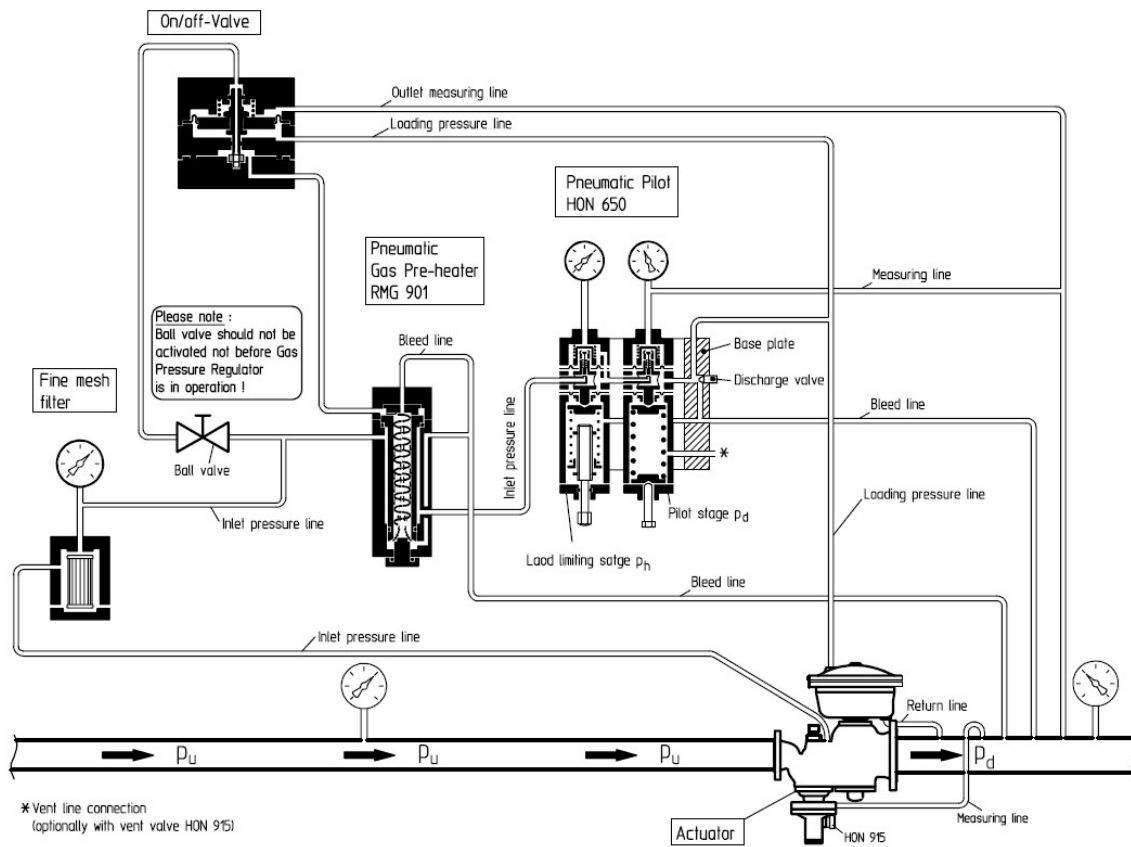 On/off-Valve
Outlet measuring line
Loading pressure line
Pneumatic Pilot
HON 650
Pneumatic
Gas Pre-heater
RMG 901
Measuring line
Please note :
Ball valve should not be
activated not before Gas
Pressure Regulator
is in operation !
Bleed line
Base plate
Fine mesh
filter
Discharge valve
Bleed line
Inlet pressure line
Ball valve
*
Loading pressure line
Inlet pressure line
Pilot stage pd
Laod limiting satge ph
Bleed line
Inlet pressure line
Return line
pu
pu
pu
pd
* Vent line connection
(optionally with vent valve HON 915)
Measuring line
Actuator
HON 915